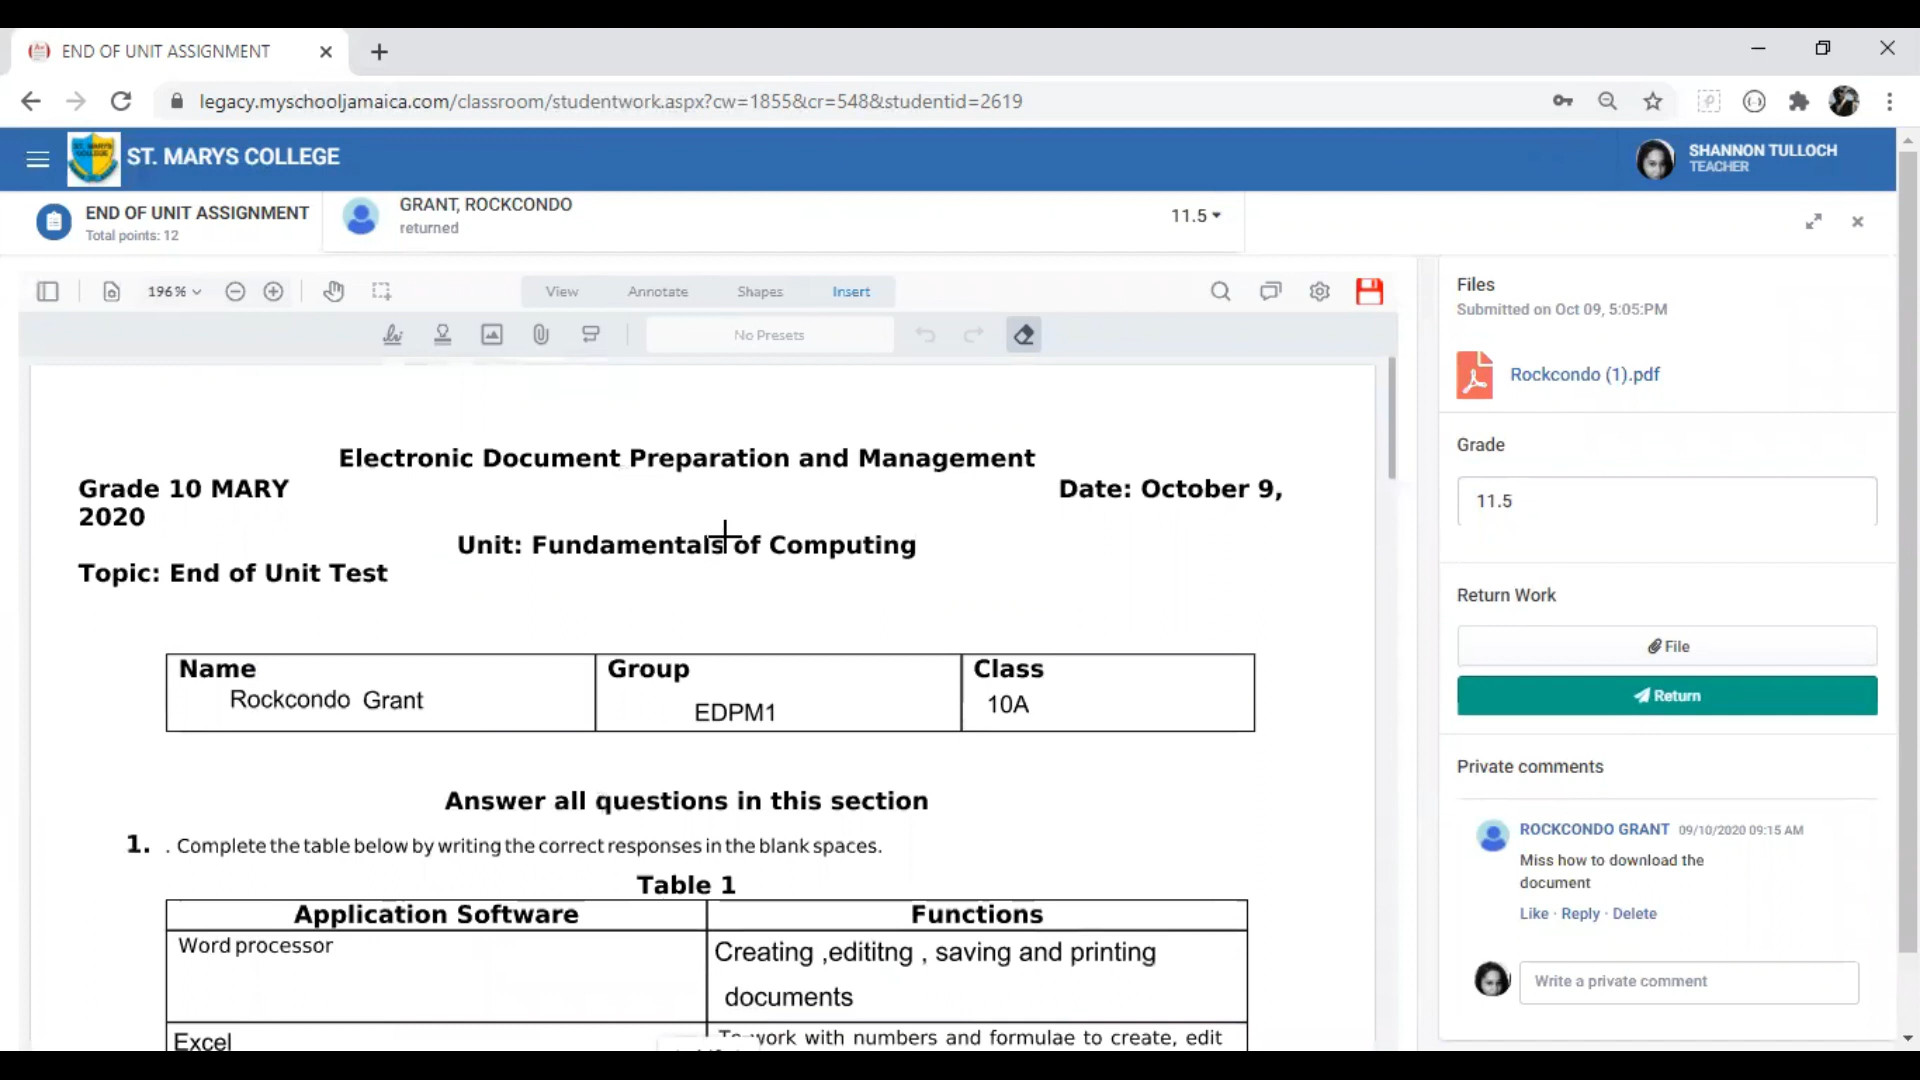 END OF UNIT ASSIGNMENT
legacy.myschooljamaica.com/classroom/studentwork.aspx?cw=1855&cr=548&studentid=2619
ST. MARYS COLLEGE
SHANNON TULLOCH
TEACHER
END OF UNIT ASSIGNMENT
Total points: 12
GRANT, ROCKCONDO
returned
11.5
196%
View Annotate Shapes Insert
No Presets
Electronic Document Preparation and Management
Grade 10 MARY Date: October 9,
2020
Unit: Fundamentals of Computing
Topic: End of Unit Test
Name Group Class
Rockcondo Grant EDPM1 10A
Answer all questions in this section
1. . Complete the table below by writing the correct responses in the blank spaces.
Table 1
Application Software Functions
Word processor Creating ,edititng , saving and printing
documents
Excel To work with numbers and formulae to create, edit
Files
Submitted on Oct 09, 5:05:PM
Rockcondo (1).pdf
Grade
11.5
Return Work
File
Return
Private comments
ROCKCONDO GRANT 09/10/2020 09:15 AM
Miss how to download the
document
Like · Reply · Delete
Write a private comment